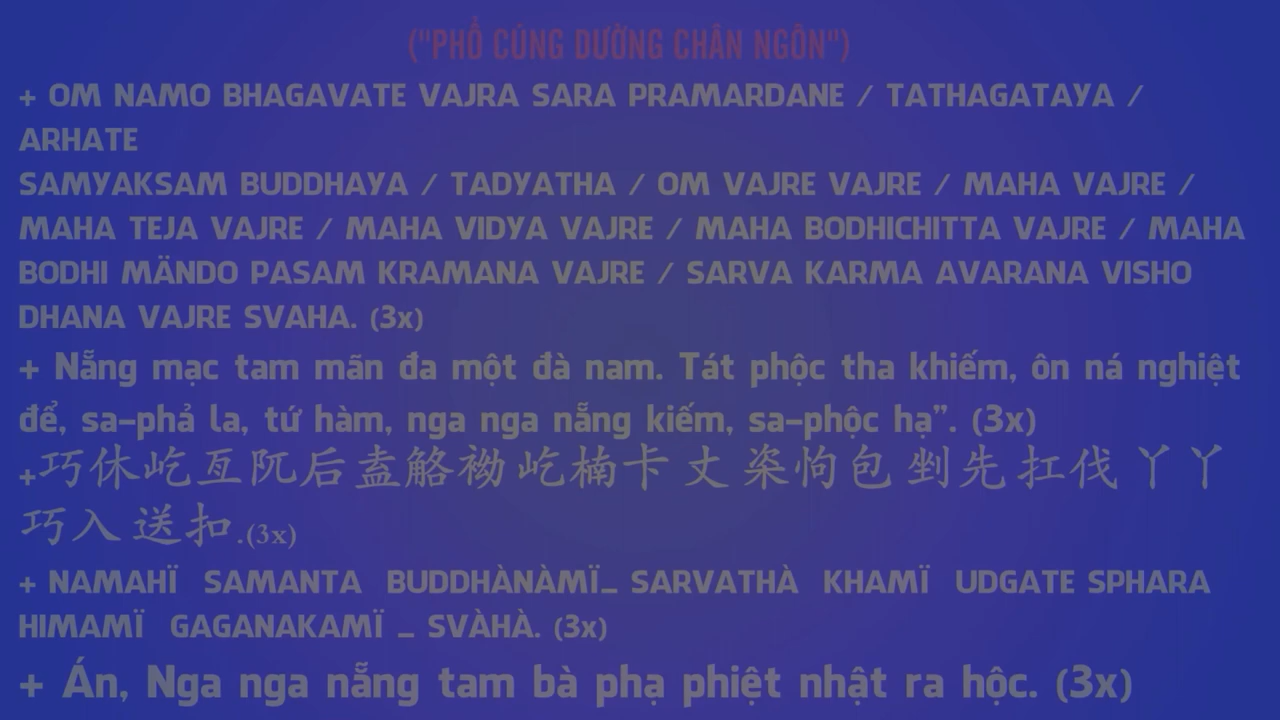 ("PHỔ CÚNG DƯỜNG CHÂN NGÔN")
+ OM NAMO BHAGAVATE VAJRA SARA PRAMARDANE / TATHAGATAYA /
ARHATE
SAMYAKSAM BUDDHAYA / TADYATHA / OM VAJRE VAJRE / MAHA VAJRE /
MAHA TEJA VAJRE / MAHA VIDYA VAJRE / MAHA BODHICHITTA VAJRE / MAHA
BODHI MÄNDO PASAM KRAMANA VAJRE / SARVA KARMA AVARANA VISHO
DHANA VAJRE SVAHA. (3x)
+ Nẵng mạc tam mãn đa một đà nam. Tát phộc tha khiếm, ôn ná nghiệt
để, sa-phả la, tứ hàm, nga nga nẵng kiếm, sa-phộc hạ”. (3x)
+巧休屹亙阢后盍觡袎屹楠卡丈栥怐包剉先扛伐丫丫
巧入送扣.(3x)
+ NAMAHÏ SAMANTA BUDDHÀNÀMÏ_ SARVATHÀ KHAMÏ UDGATE SPHARA
HIMAMÏ GAGANAKAMÏ _ SVÀHÀ. (3x)
+ Án, Nga nga nẵng tam bà phạ phiệt nhật ra hộc. (3x)